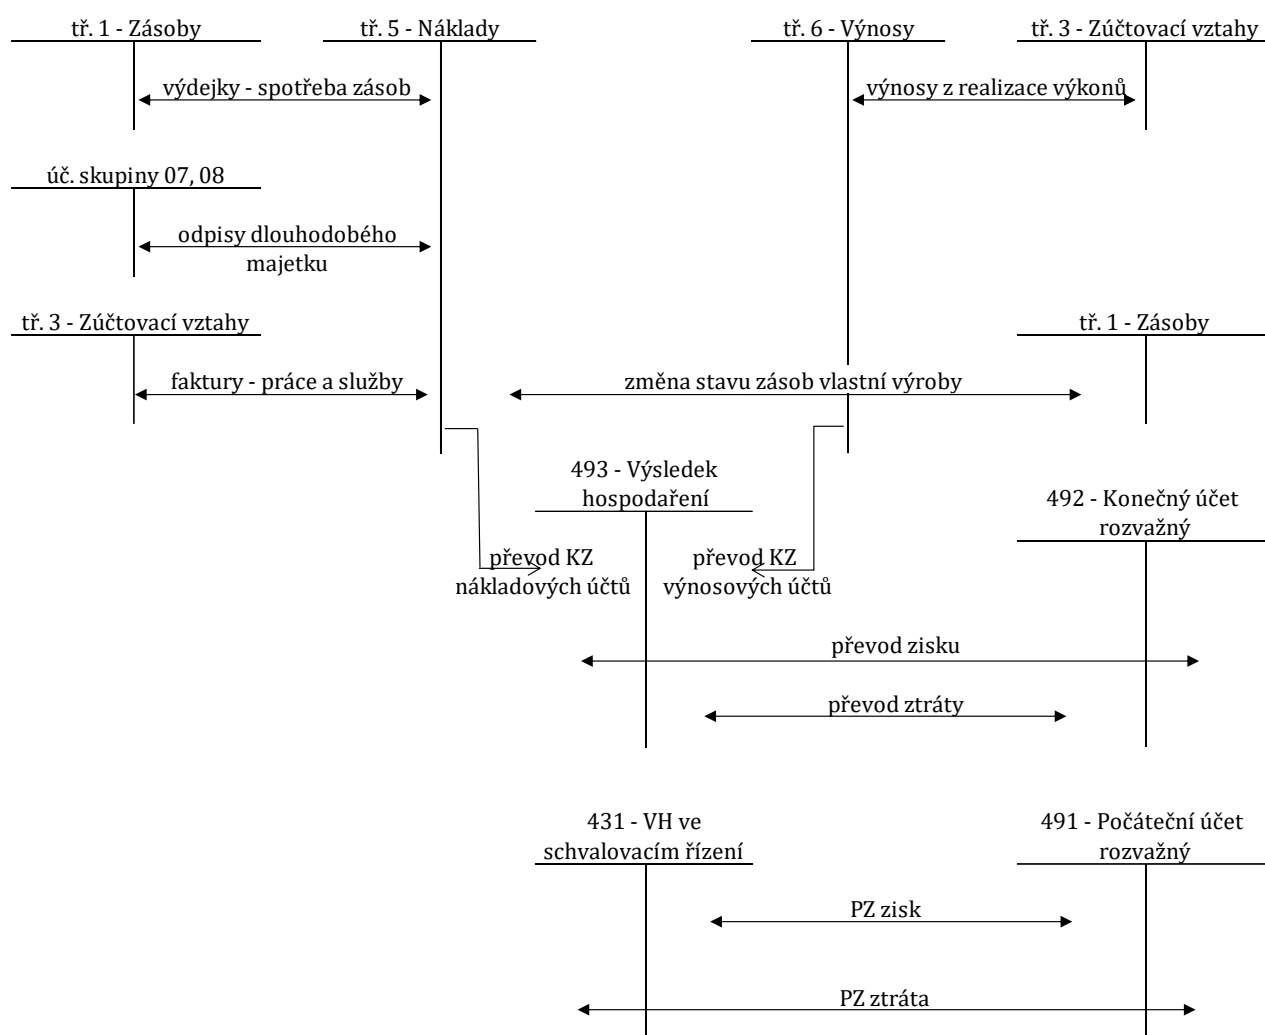 tř. 1 - Zásoby
tř. 5 - Náklady
tř. 6 - Výnosy
tř. 3 - Zúčtovací vztahy
výdejky - spotřeba zásob
výnosy z realizace výkonů
úč. skupiny 07, 08
odpisy dlouhodobého
majetku
tř. 3 - Zúčtovací vztahy
tř. 1 - Zásoby
faktury - práce a služby
změna stavu zásob vlastní výroby
493 - Výsledek
hospodaření
492 - Konečný účet
rozvažný
převod KZ
nákladových účtů
převod KZ
výnosových účtů
převod zisku
převod ztráty
431 - VH ve
schvalovacím řízení
491 - Počáteční účet
rozvažný
PZ zisk
PZ ztráta